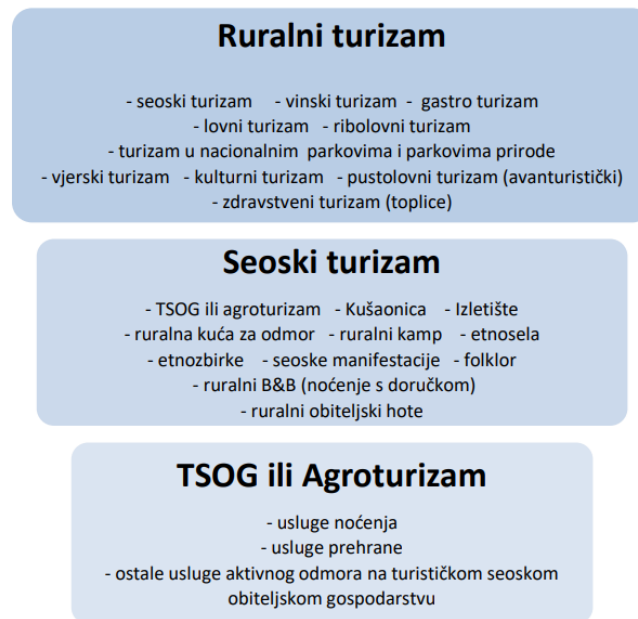 Ruralni turizam
- seoski turizam - vinski turizam - gastro turizam
- lovni turizam - ribolovni turizam
- turizam u nacionalnim parkovima i parkovima prirode
- vjerski turizam - kulturni turizam - pustolovni turizam (avanturistički)
- zdravstveni turizam (toplice)
Seoski turizam
- TSOG ili agroturizam - Kušaonica - Izletište
- ruralna kuća za odmor - ruralni kamp - etnosela
- etnozbirke - seoske manifestacije - folklor
- ruralni B&B (noćenje s doručkom)
- ruralni obiteljski hote
TSOG ili Agroturizam
- usluge noćenja
- usluge prehrane
- ostale usluge aktivnog odmora na turističkom seoskom
obiteljskom gospodarstvu